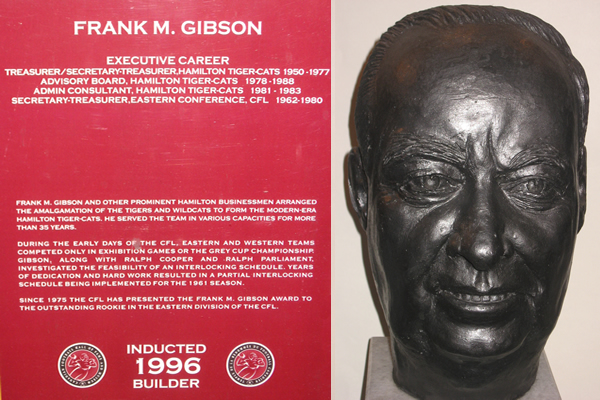 FRANK M. GIBSON
EXECUTIVE CAREER
TREASURER/SECRETARY-TREASURER,HAMILTON TIGER-CATS 1950-1977
ADVISORY BOARD, HAMILTON TIGER-CATS 1978-1988
ADMIN CONSULTANT, HAMILTON TIGER-CATS 1981-1983
SECRETARY-TREASURER,EASTERN CONFERENCE, CFL 1962-1980
FRANK M. GIBSON AND OTHER PROMINENT HAMILTON BUSINESSMEN ARRANGED
THE AMALGAMATION OF THE TIGERS AND WILDCATS TO FORM THE MODERN-ERA
HAMILTON TIGER-CATS. HE SERVED THE TEAM IN VARIOUS CAPACITIES FOR MORE
THAN 35 YEARS.
DURING THE EARLY DAYS OF THE CFL, EASTERN AND WESTERN TEAMS
COMPETED ONLY IN EXHIBITION GAMES OR THE GREY CUP CHAMPIONSHIP.
GIBSON, ALONG WITH RALPH COOPER AND RALPH PARLIAMENT,
INVESTIGATED THE FEASIBILITY OF AN INTERLOCKING SCHEDULE. YEARS
OF DEDICATION AND HARD WORK RESULTED IN A PARTIAL INTERLOCKING
SCHEDULE BEING IMPLEMENTED FOR THE 1961 SEASON.
SINCE 1975 THE CFL HAS PRESENTED THE FRANK M. GIBSON AWARD TO
THE OUTSTANDING ROOKIE IN THE EASTERN DIVISION OF THE CFL.
INDUCTED
1996
BUILDER